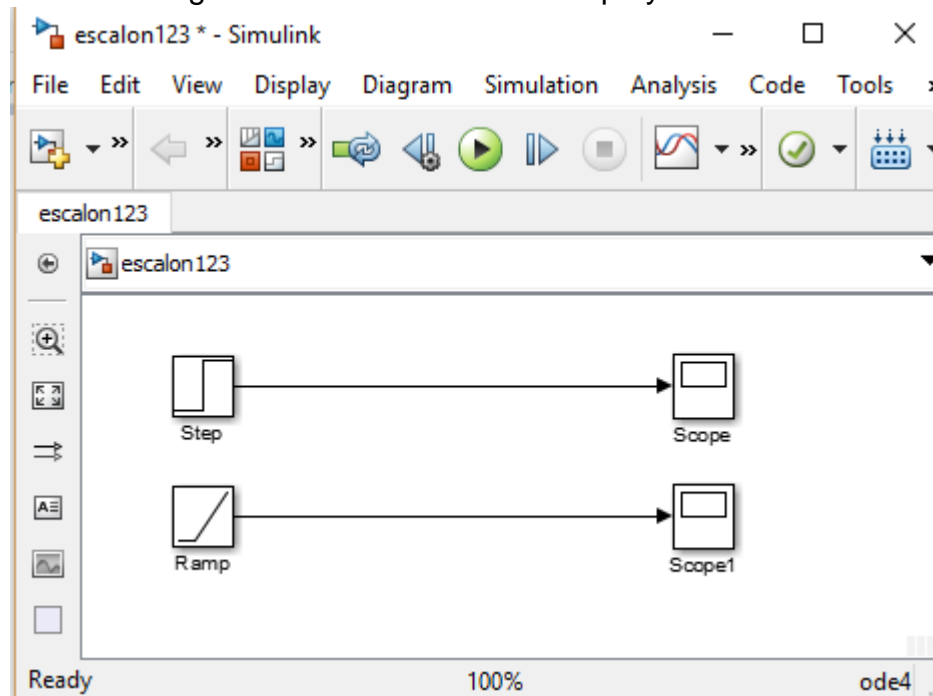 escalon123 * - Simulink
File Edit View Display Diagram Simulation Analysis Code Tools
escalon123
escalon123
Step
Scope
Ramp
Scope1
Ready 100% ode4